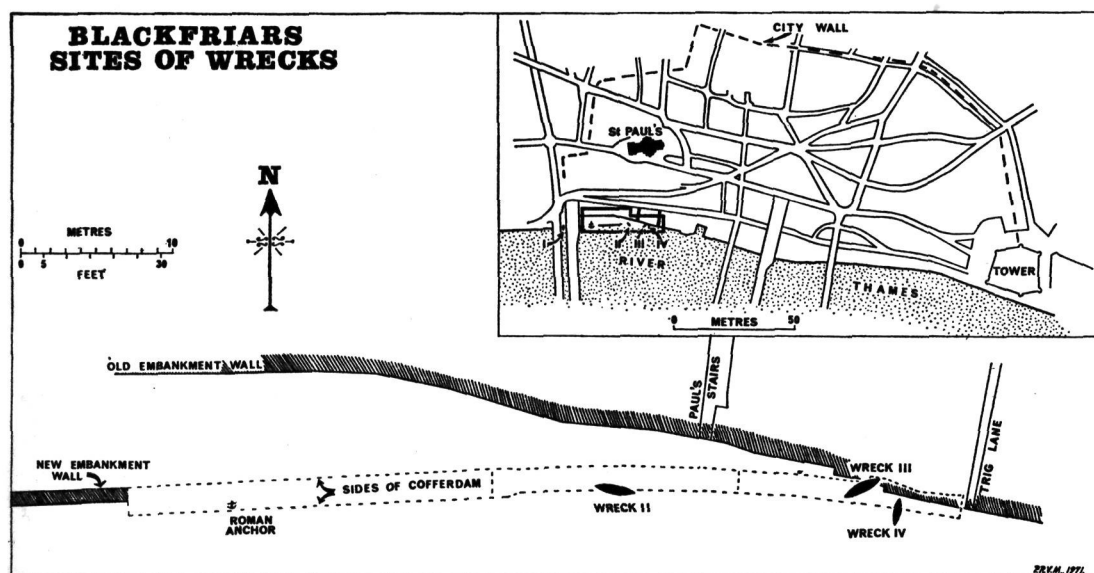 BLACKFRIARS
SITES OF WRECKS
N
METRES
0 10
0 5 30
FEET
CITY WALL
St PAUL'S
I II III IV
RIVER
THAMES
TOWER
0 METRES 50
OLD EMBANKMENT WALL
PAUL'S
STAIRS
TRIG LANE
NEW EMBANKMENT
WALL
SIDES OF COFFERDAM
ROMAN
ANCHOR
WRECK II
WRECK III
WRECK IV